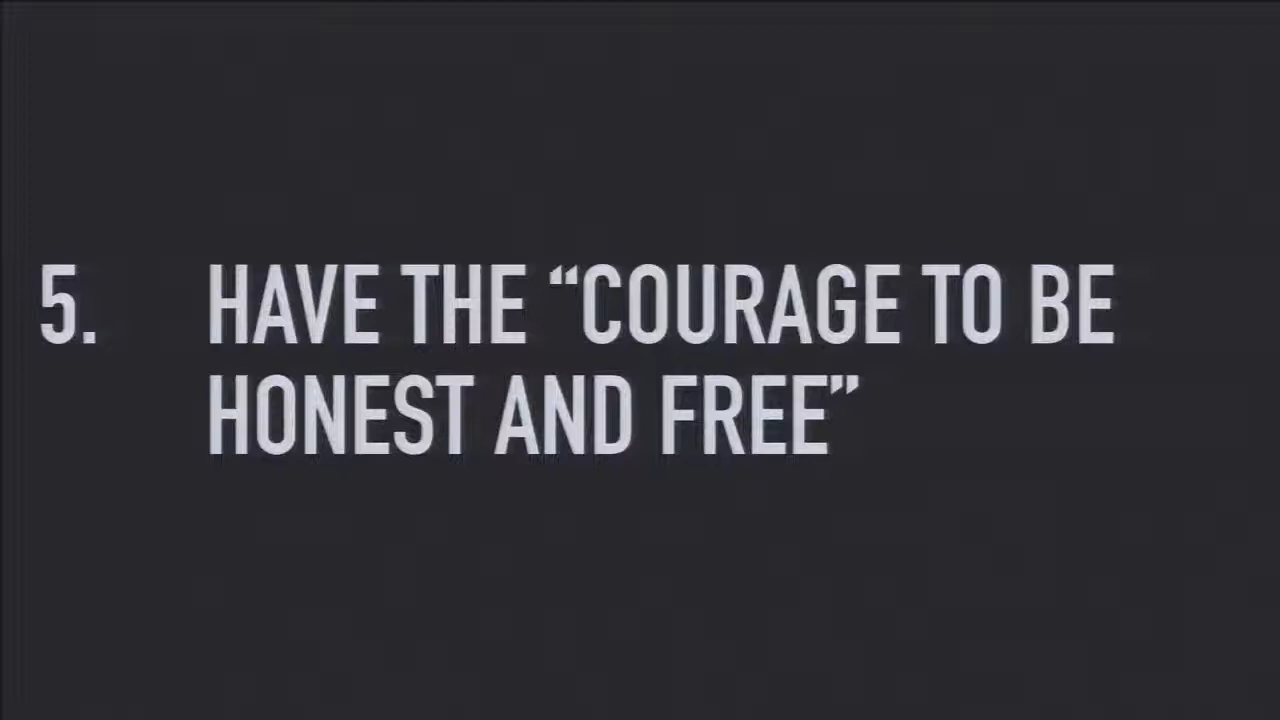 5. HAVE THE “COURAGE TO BE
HONEST AND FREE”